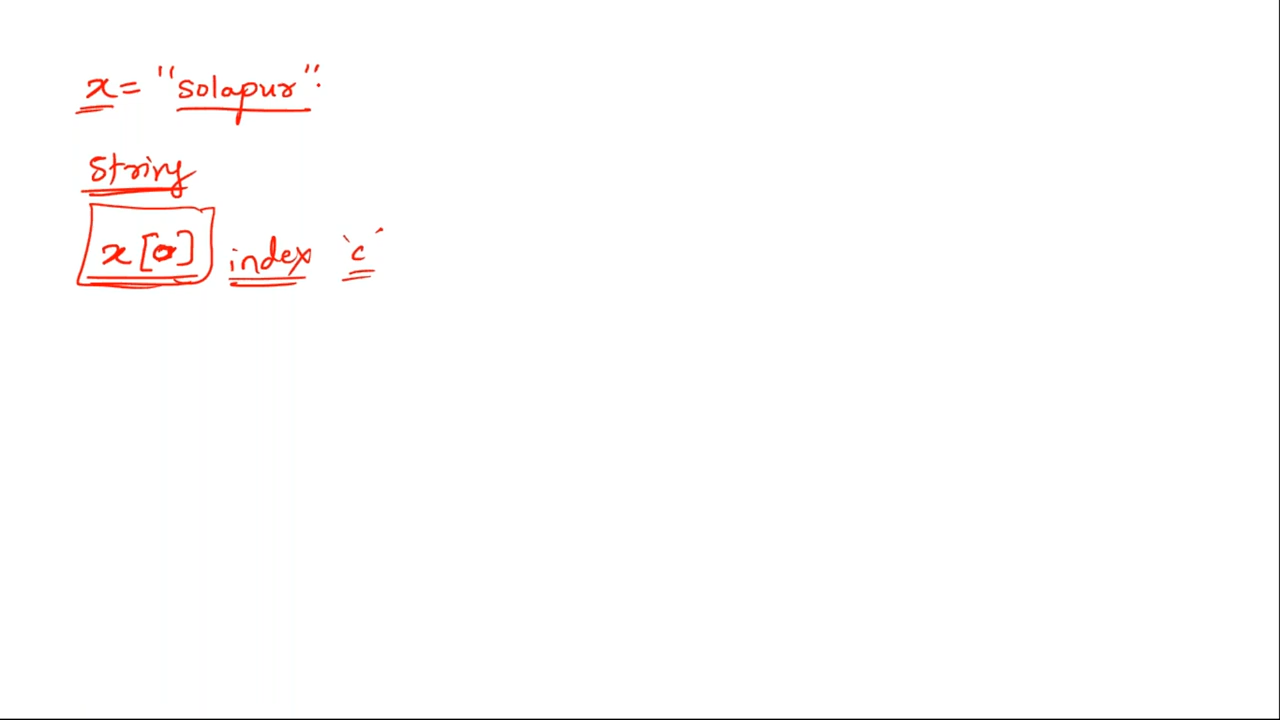 x = "solapur".
String
x[0] index 'c'